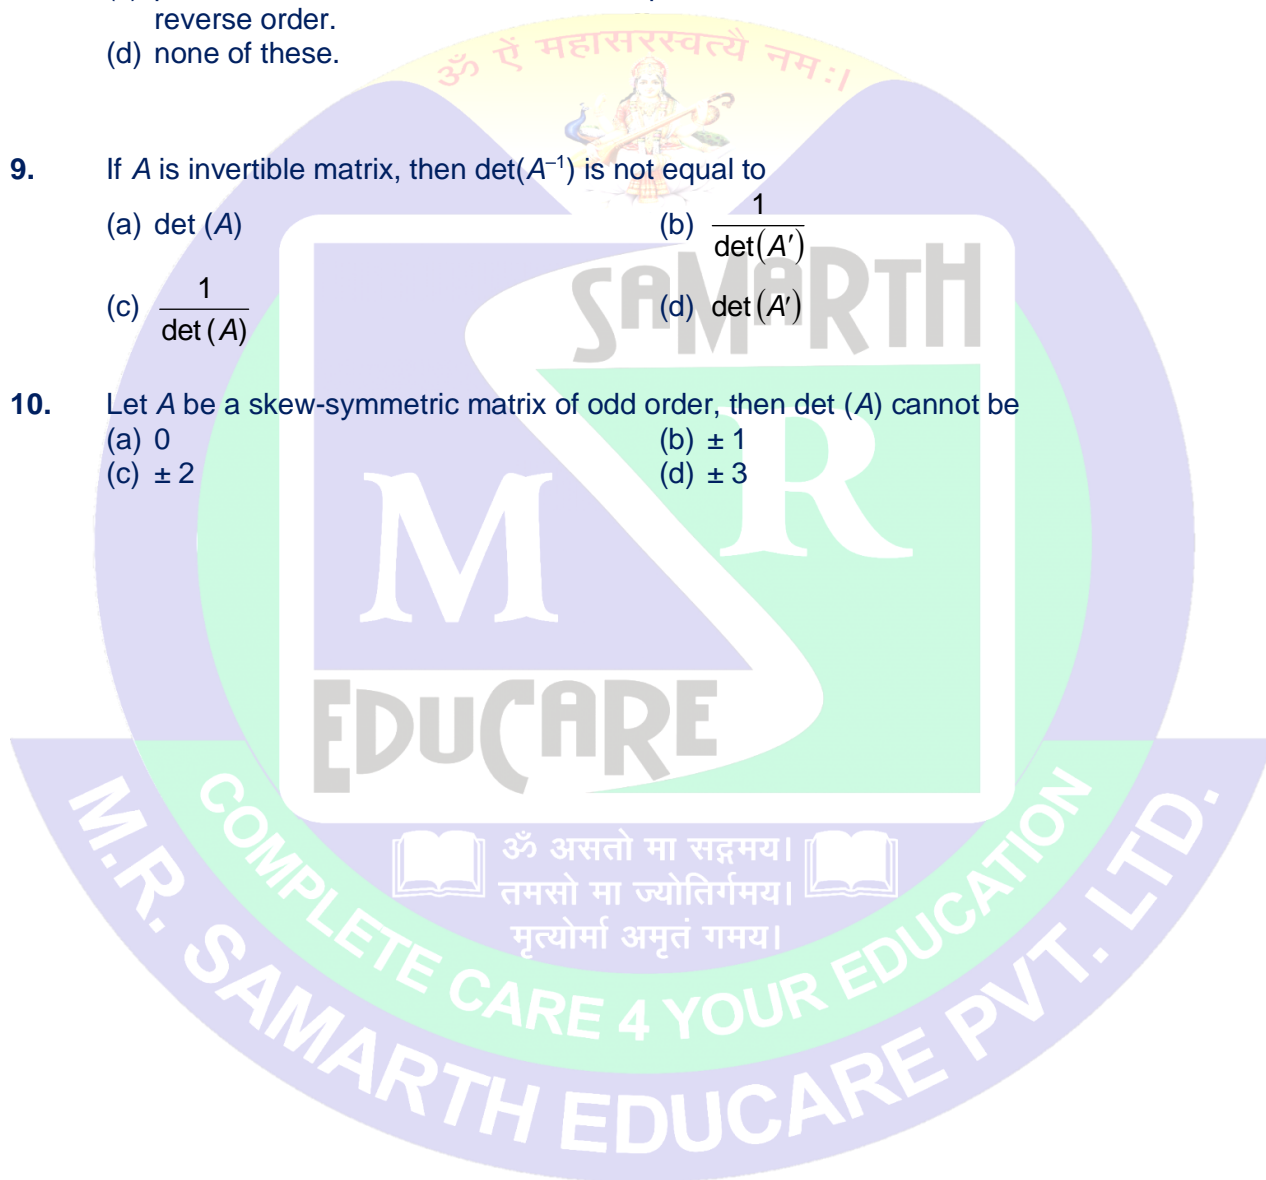 reverse order.
(d) none of these.
ॐ ऐं महासरस्वत्यै नमः।
9. If A is invertible matrix, then det(A⁻¹) is not equal to
(a) det (A) (b) 1/det(A′)
(c) 1/det (A) (d) det(A′)
SAMARTH
10. Let A be a skew-symmetric matrix of odd order, then det (A) cannot be
(a) 0 (b) ± 1
(c) ± 2 (d) ± 3
M R
EDUCARE
ॐ असतो मा सद्गमय।
तमसो मा ज्योतिर्गमय।
मृत्योर्मा अमृतं गमय।
COMPLETE CARE 4 YOUR EDUCATION
M.R. SAMARTH EDUCARE PVT. LTD.